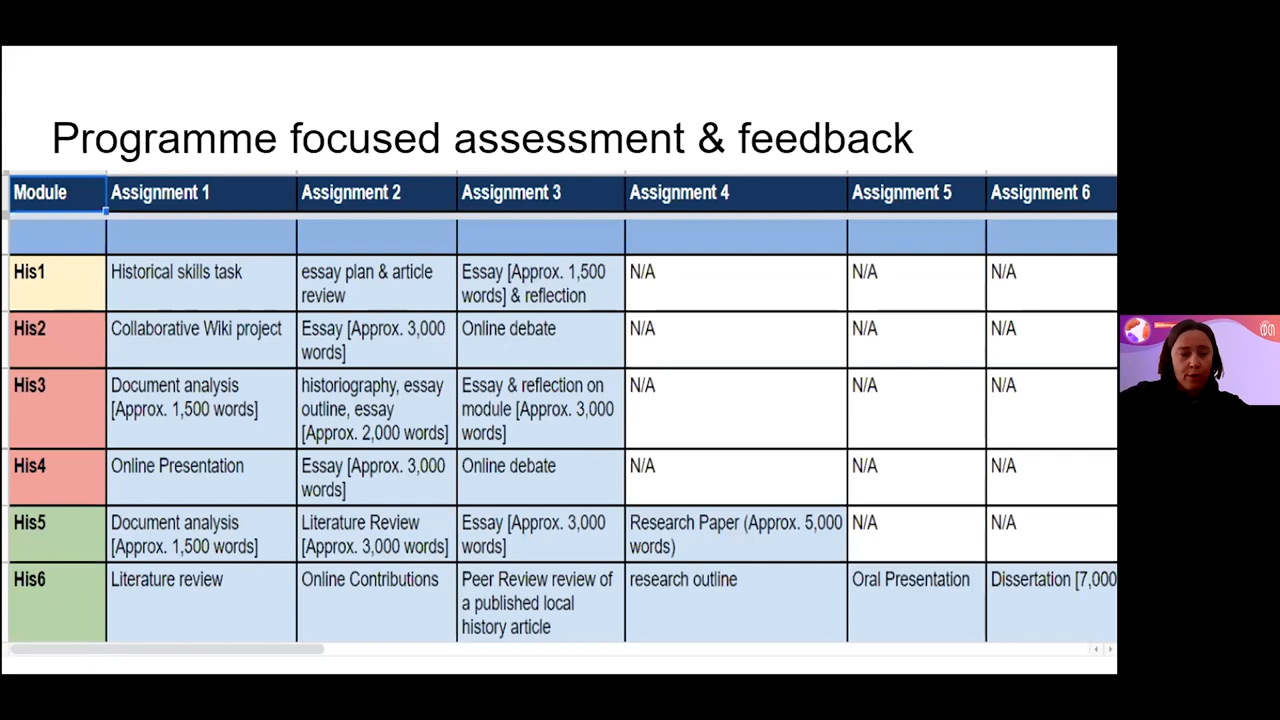 Programme focused assessment & feedback
Module Assignment 1 Assignment 2 Assignment 3 Assignment 4 Assignment 5 Assignment 6
His1 Historical skills task essay plan & article Essay [Approx. 1,500 N/A N/A N/A
review words] & reflection
His2 Collaborative Wiki project Essay [Approx. 3,000 Online debate N/A N/A N/A
words]
His3 Document analysis historiography, essay Essay & reflection on N/A N/A N/A
[Approx. 1,500 words] outline, essay module [Approx. 3,000
[Approx. 2,000 words] words]
His4 Online Presentation Essay [Approx. 3,000 Online debate N/A N/A N/A
words]
His5 Document analysis Literature Review Essay [Approx. 3,000 Research Paper (Approx. 5,000 N/A N/A
[Approx. 1,500 words] [Approx. 3,000 words] words] words)
His6 Literature review Online Contributions Peer Review review of research outline Oral Presentation Dissertation [7,000
a published local
history article